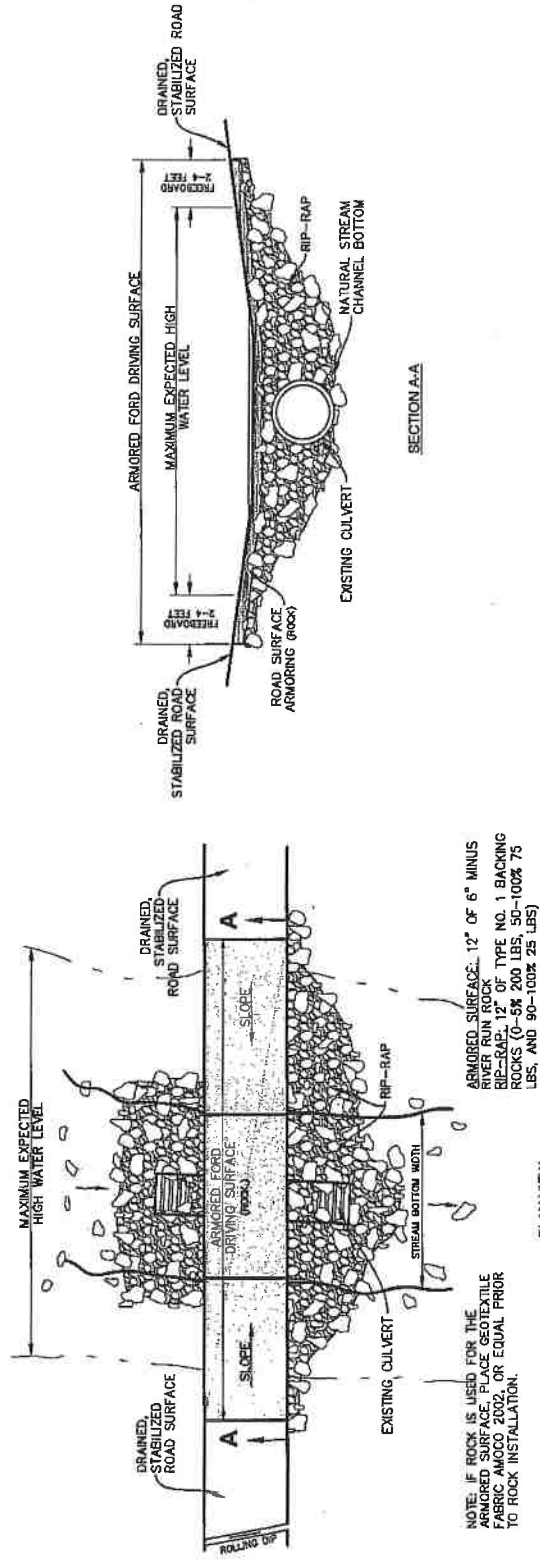 MAXIMUM EXPECTED
HIGH WATER LEVEL
DRAINED,
STABILIZED
ROAD SURFACE
DRAINED,
STABILIZED
ROAD SURFACE
A
A
SLOPE
SLOPE
ARMORED FORD
DRIVING SURFACE
(ROCK)
ROLLING DIP
RIP-RAP
STREAM BOTTOM WIDTH
EXISTING CULVERT
NOTE: IF ROCK IS USED FOR THE
ARMORED SURFACE, PLACE GEOTEXTILE
FABRIC AMOCO 2002, OR EQUAL PRIOR
TO ROCK INSTALLATION.
ARMORED SURFACE: 12" OF 6" MINUS
RIVER RUN ROCK
RIP-RAP: 12" OF TYPE NO. 1 BACKING
ROCKS (0-5% 200 LBS, 50-100% 75
LBS, AND 90-100% 25 LBS)
DRAINED,
STABILIZED ROAD
SURFACE
ARMORED FORD DRIVING SURFACE
MAXIMUM EXPECTED HIGH
WATER LEVEL
FREEBOARD
2-4 FEET
FREEBOARD
2-4 FEET
DRAINED,
STABILIZED ROAD
SURFACE
ROAD SURFACE
ARMORING (ROCK)
EXISTING CULVERT
RIP-RAP
NATURAL STREAM
CHANNEL BOTTOM
SECTION A-A